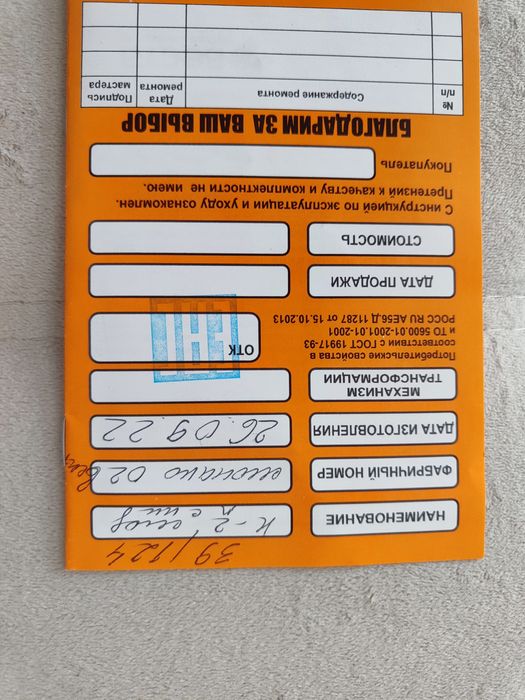 39/124
НАИМЕНОВАНИЕ
К-2
ФАБРИЧНЫЙ НОМЕР
02
ДАТА ИЗГОТОВЛЕНИЯ 26.09.22
МЕХАНИЗМ
ТРАНСФОРМАЦИИ
Потребительские свойства в
соответствии с ГОСТ 19917-93
и ТО 5600.01-2001.01-2001
РОСС RU АЕ56.Д.11287 от 15.10.2013
ОТК
ДАТА ПРОДАЖИ
СТОИМОСТЬ
С инструкцией по эксплуатации и уходу ознакомлен.
Претензий к качеству и комплектности не имею.
Покупатель
БЛАГОДАРИМ ЗА ВАШ ВЫБОР
№ п/п
Содержание ремонта
Дата ремонта
Подпись мастера